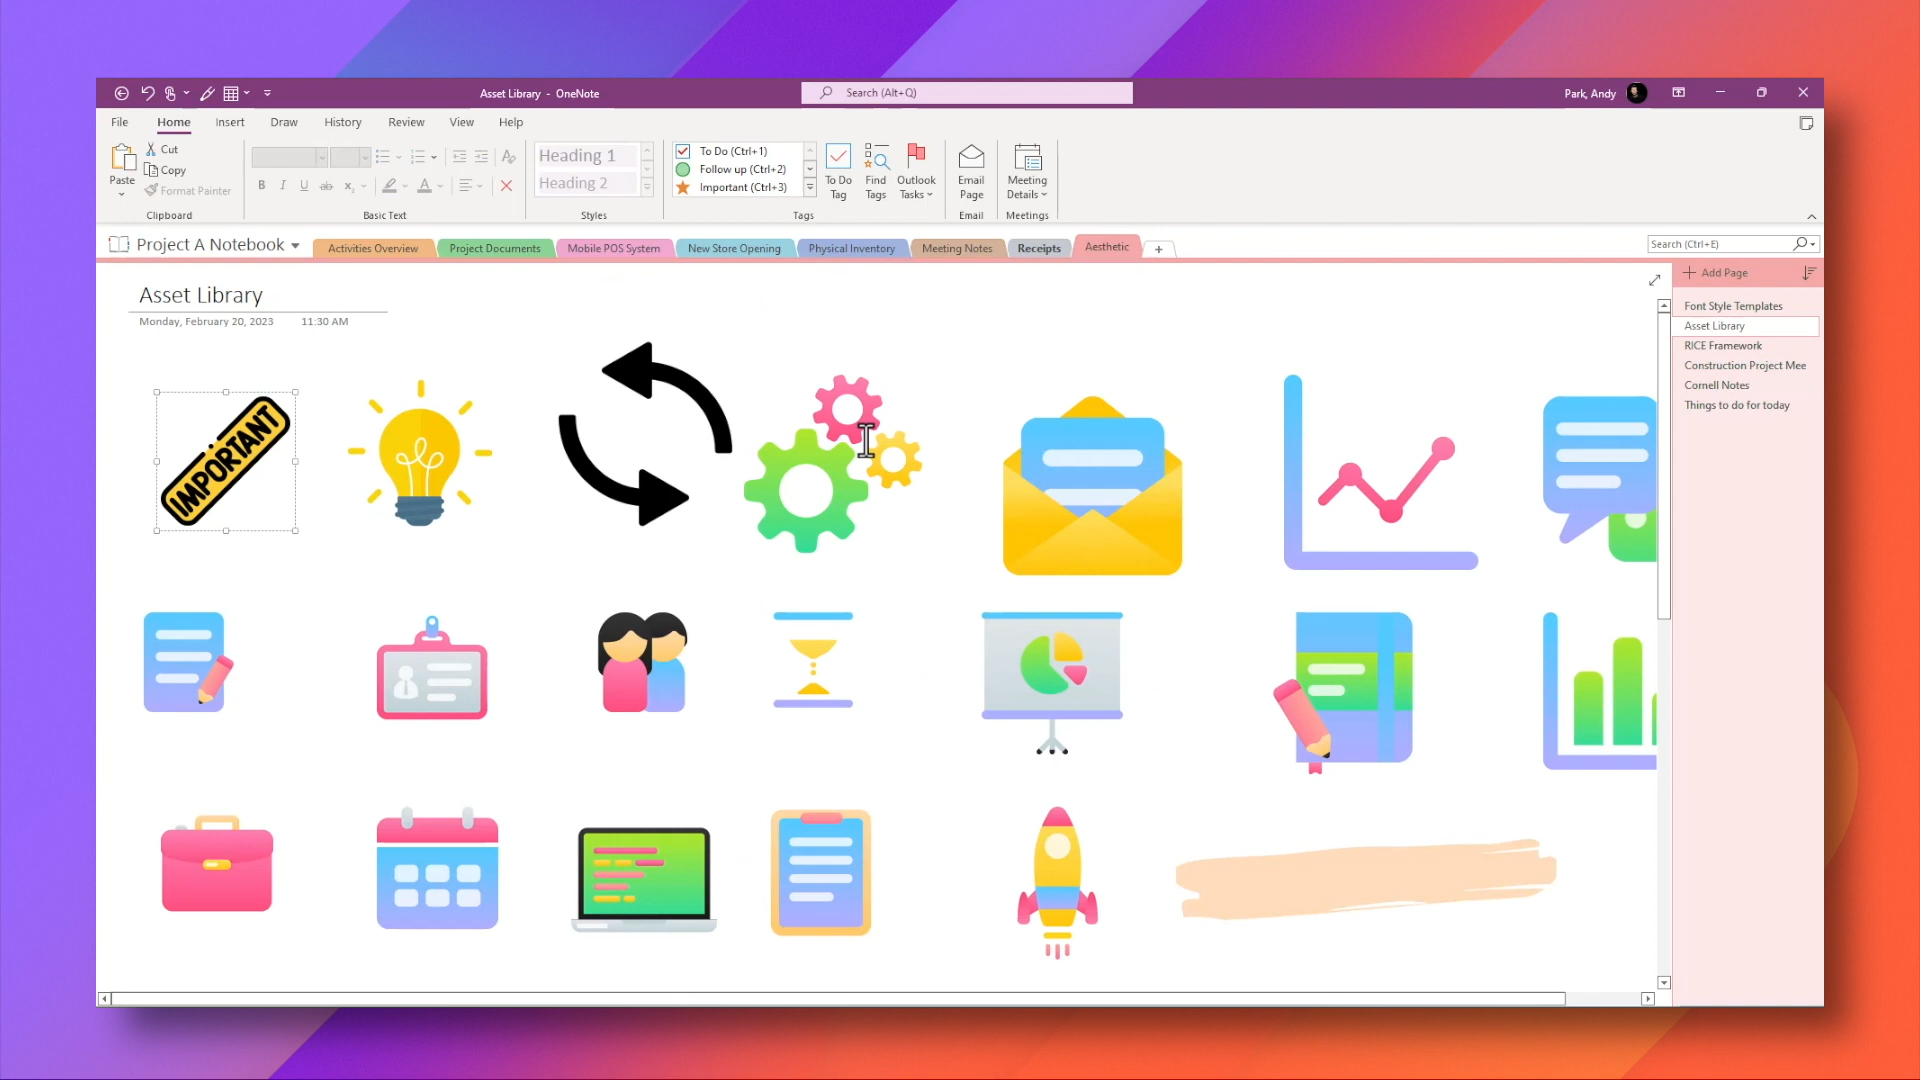 Asset Library - OneNote
Search (Alt+Q)
Park, Andy
File Home Insert Draw History Review View Help
Paste
Cut
Copy
Format Painter
Clipboard
B I U ab x
A
Basic Text
Heading 1
Heading 2
Styles
To Do (Ctrl+1)
Follow up (Ctrl+2)
Important (Ctrl+3)
To Do Tag
Find Tags
Outlook Tasks
Tags
Email Page
Email
Meeting Details
Meetings
Project A Notebook
Activities Overview
Project Documents
Mobile POS System
New Store Opening
Physical Inventory
Meeting Notes
Receipts
Aesthetic
Search (Ctrl+E)
Asset Library
Monday, February 20, 2023 11:30 AM
IMPORTANT
Add Page
Font Style Templates
Asset Library
RICE Framework
Construction Project Mee
Cornell Notes
Things to do for today